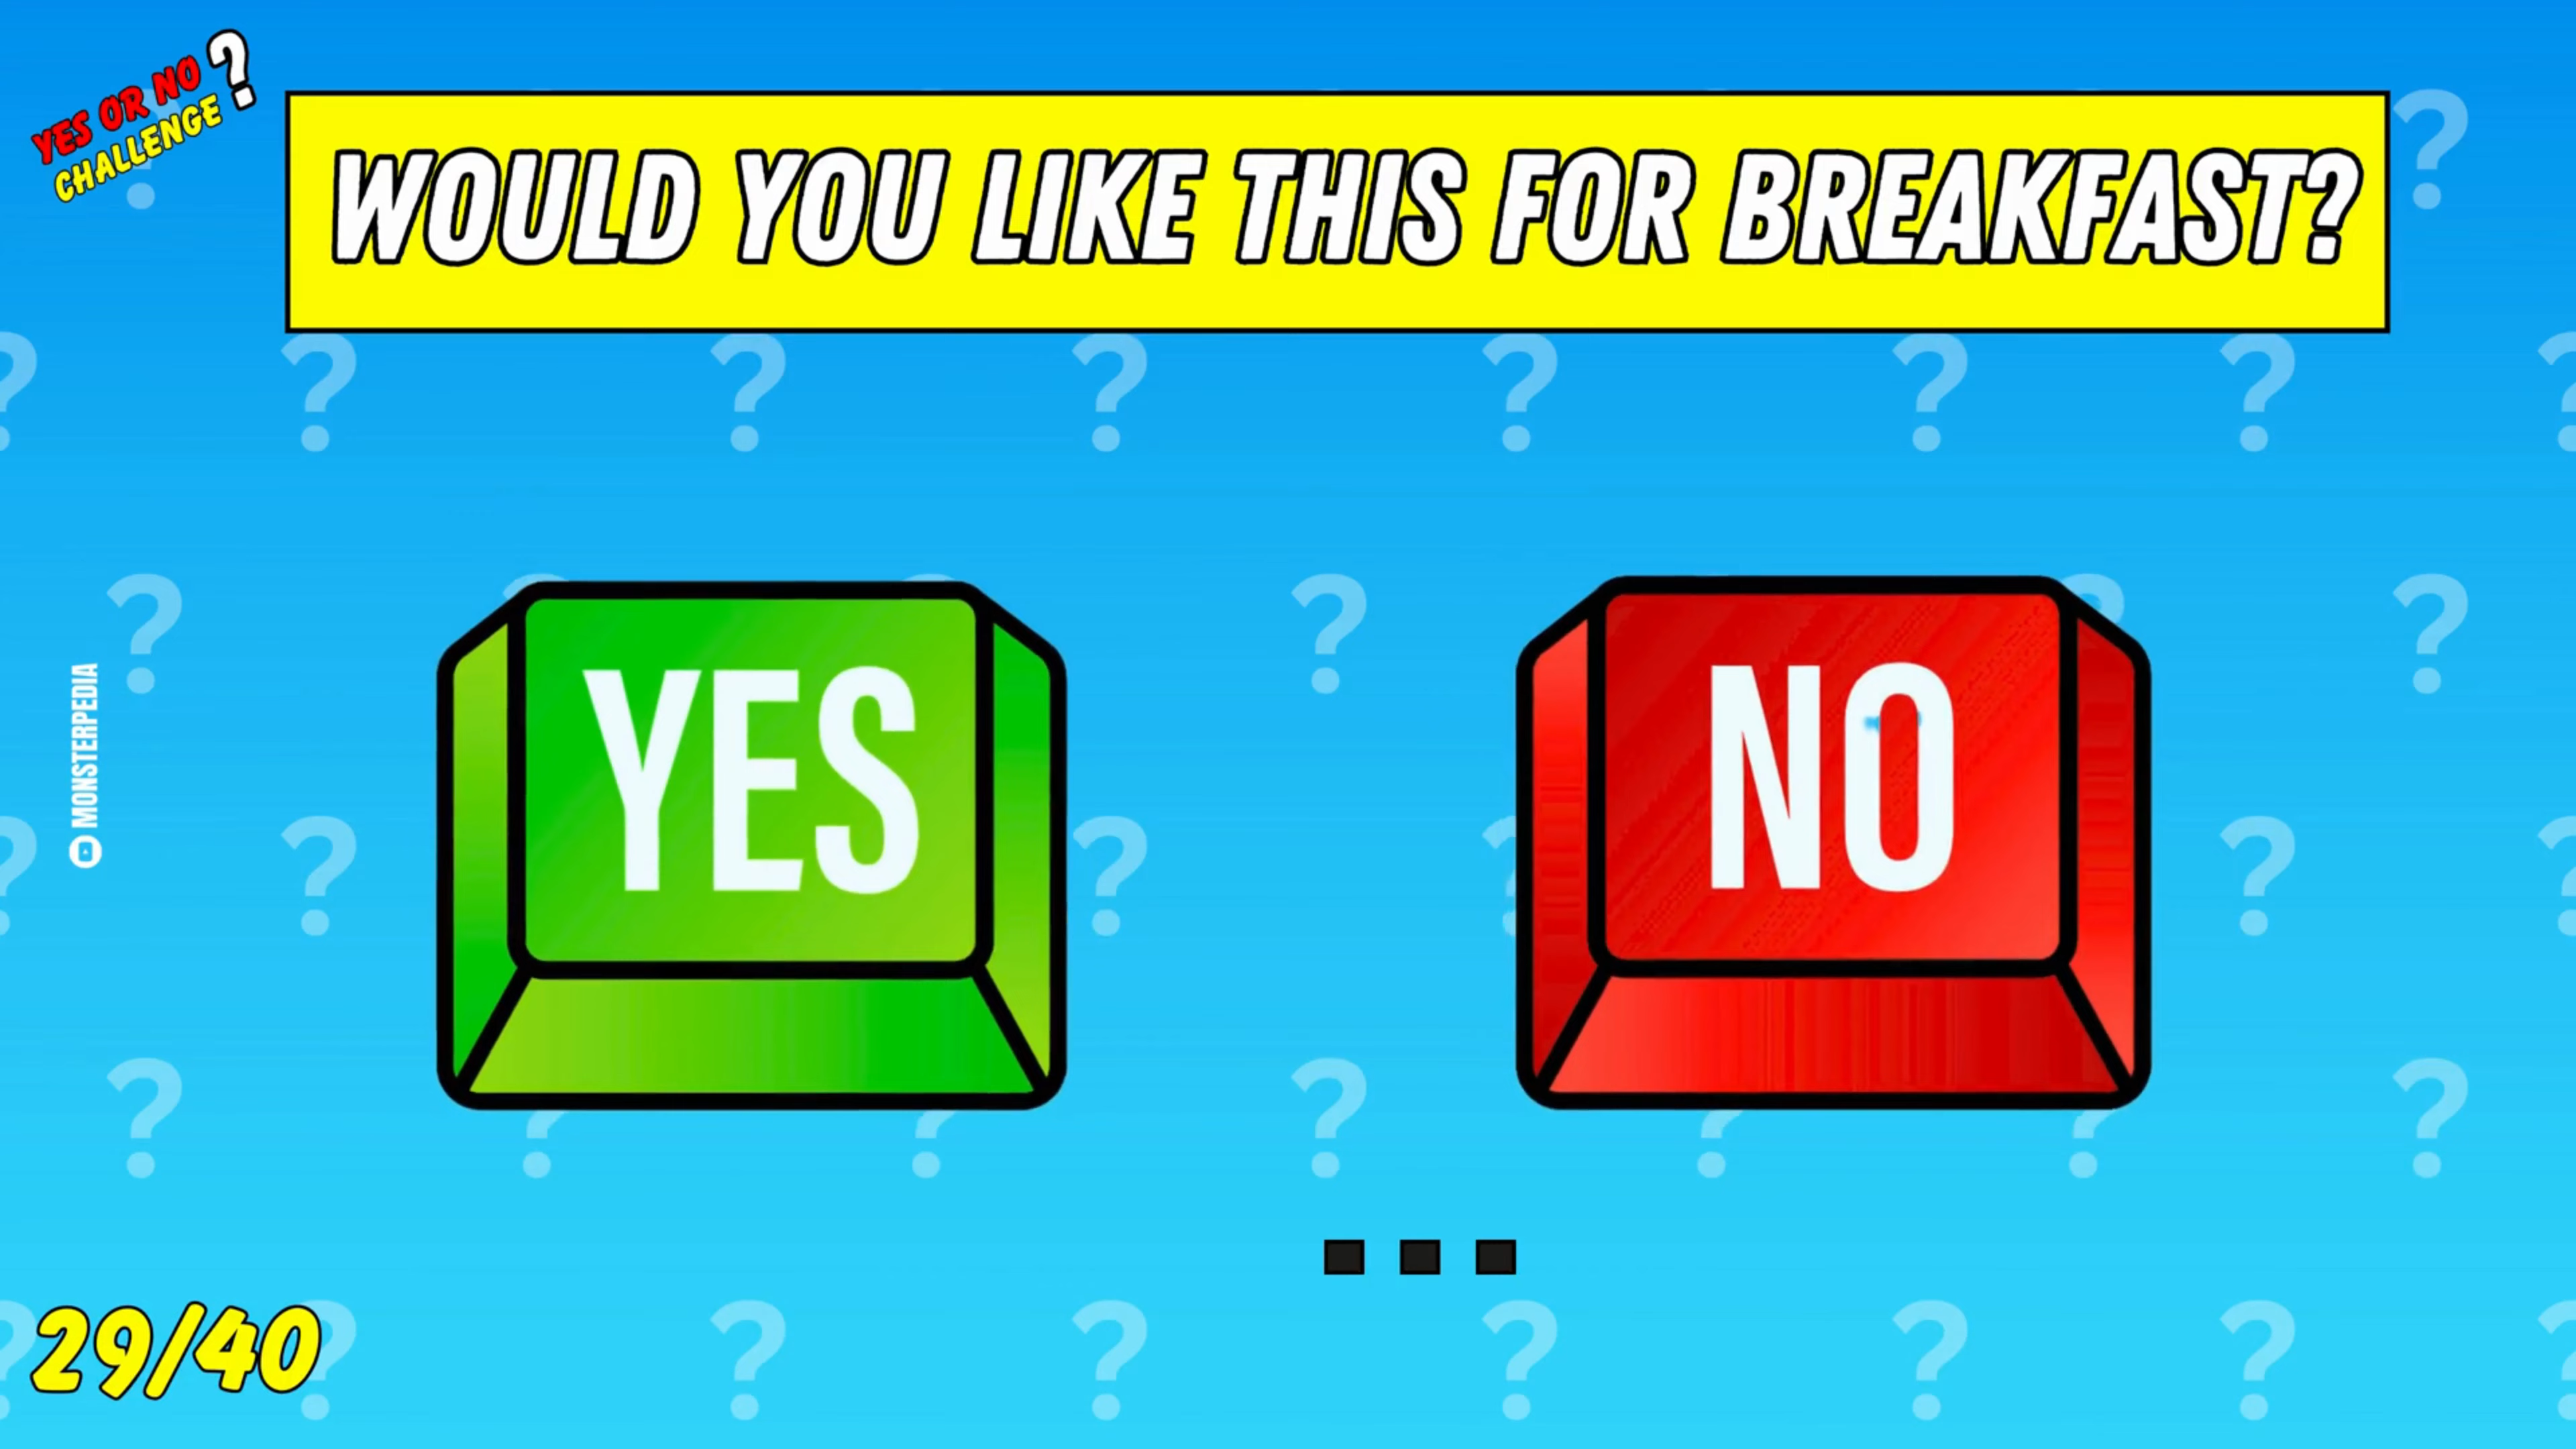 YES OR NO
CHALLENGE?
WOULD YOU LIKE THIS FOR BREAKFAST?
MONSTERPEDIA
YES
NO
29/40